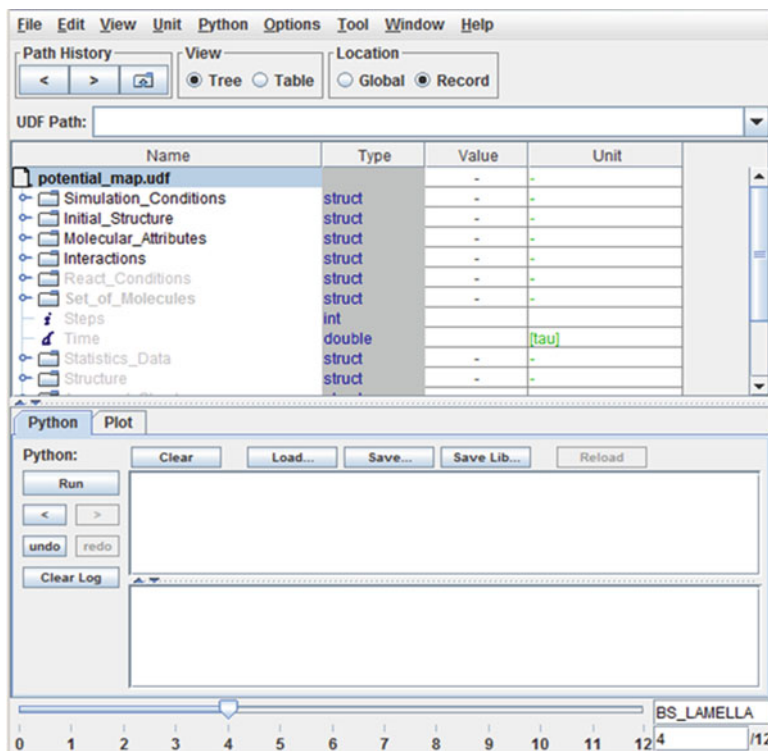 File Edit View Unit Python Options Tool Window Help
Path History View Location
< > Tree Table Global Record
UDF Path:
Name Type Value Unit
potential_map.udf - -
Simulation_Conditions struct - -
Initial_Structure struct - -
Molecular_Attributes struct - -
Interactions struct - -
React_Conditions struct - -
Set_of_Molecules struct - -
i Steps int
d Time double [tau]
Statistics_Data struct - -
Structure struct - -
Python Plot
Python: Clear Load... Save... Save Lib... Reload
Run
< >
undo redo
Clear Log
BS_LAMELLA
0 1 2 3 4 5 6 7 8 9 10 11 12 4 /12